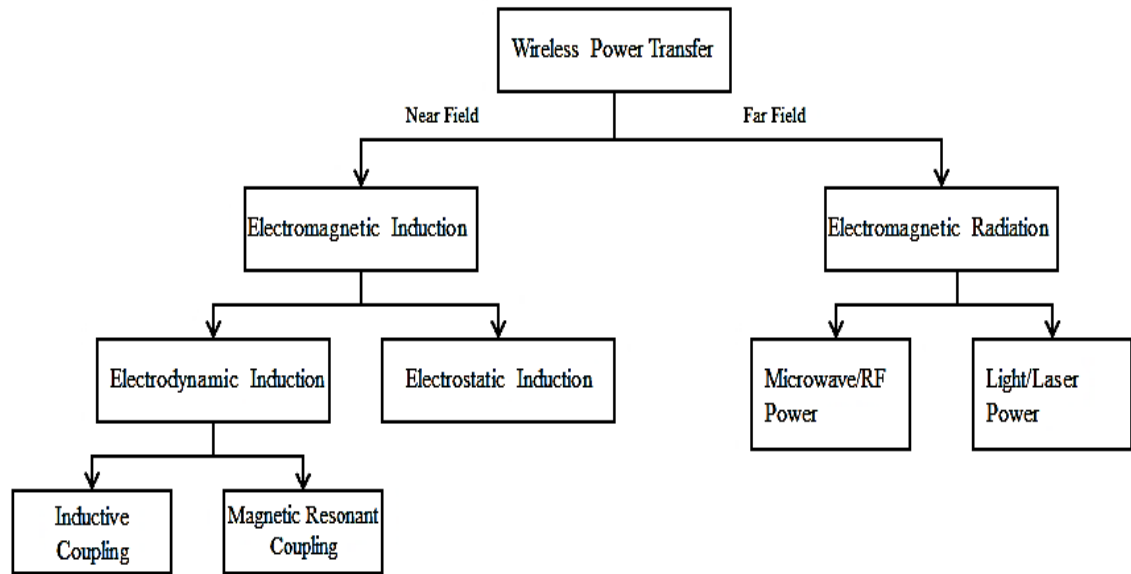 Wireless Power Transfer
Near Field
Far Field
Electromagnetic Induction
Electromagnetic Radiation
Electrodynamic Induction
Electrostatic Induction
Microwave/RF
Power
Light/Laser
Power
Inductive
Coupling
Magnetic Resonant
Coupling